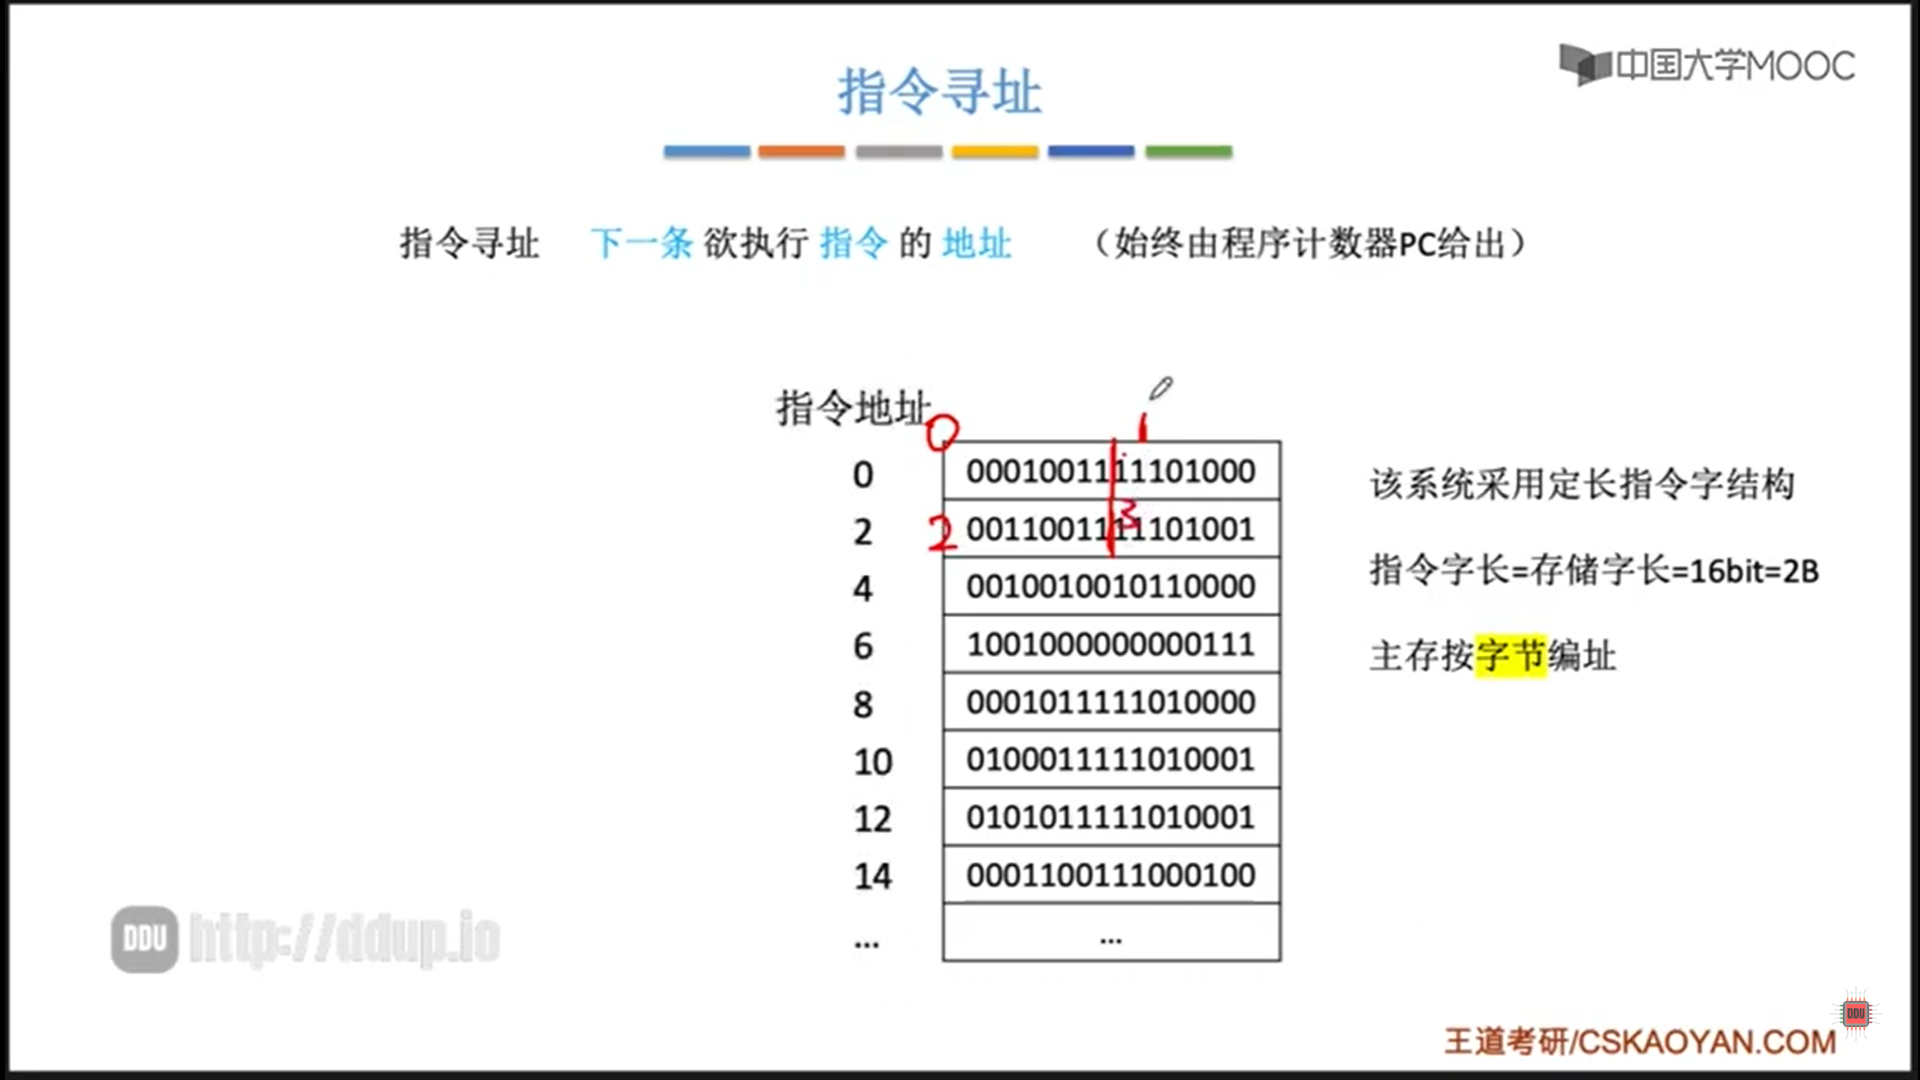 中国大学MOOC
指令寻址
指令寻址 下一条 欲执行 指令 的 地址 （始终由程序计数器PC给出）
指令地址
0 1
0 0001001111101000
2 2 0011001111101001
3
4 0010010010110000
6 1001000000000111
8 0001011111010000
10 0100011111010001
12 0101011111010001
14 0001100111000100
... ...
该系统采用定长指令字结构
指令字长=存储字长=16bit=2B
主存按字节编址
DDU http://ddup.io
DDU
王道考研/CSKAOYAN.COM